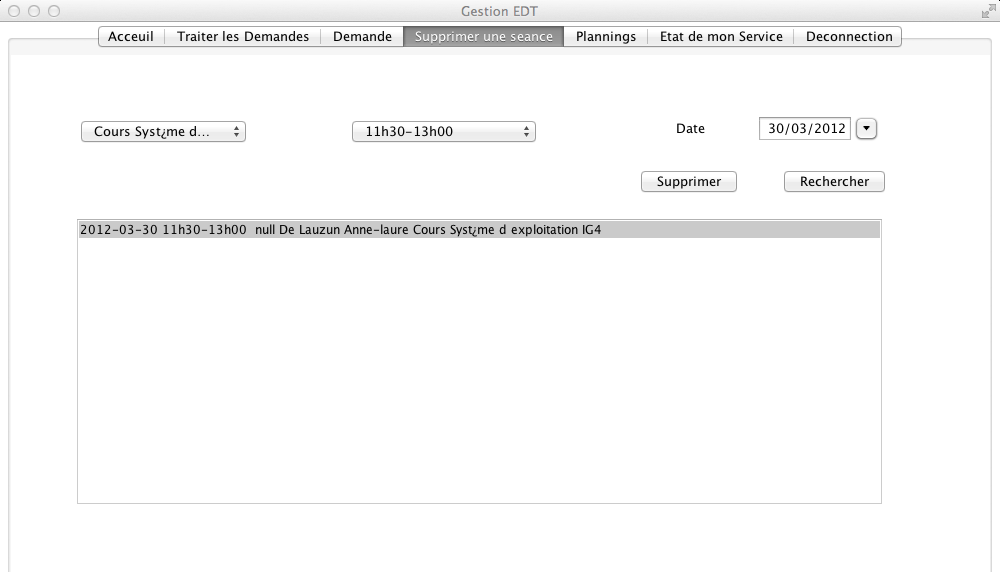 Gestion EDT
Acceuil Traiter les Demandes Demande Supprimer une seance Plannings Etat de mon Service Deconnection
Cours Syst¿me d... 11h30-13h00 Date 30/03/2012
Supprimer Rechercher
2012-03-30 11h30-13h00 null De Lauzun Anne-laure Cours Syst¿me d exploitation IG4